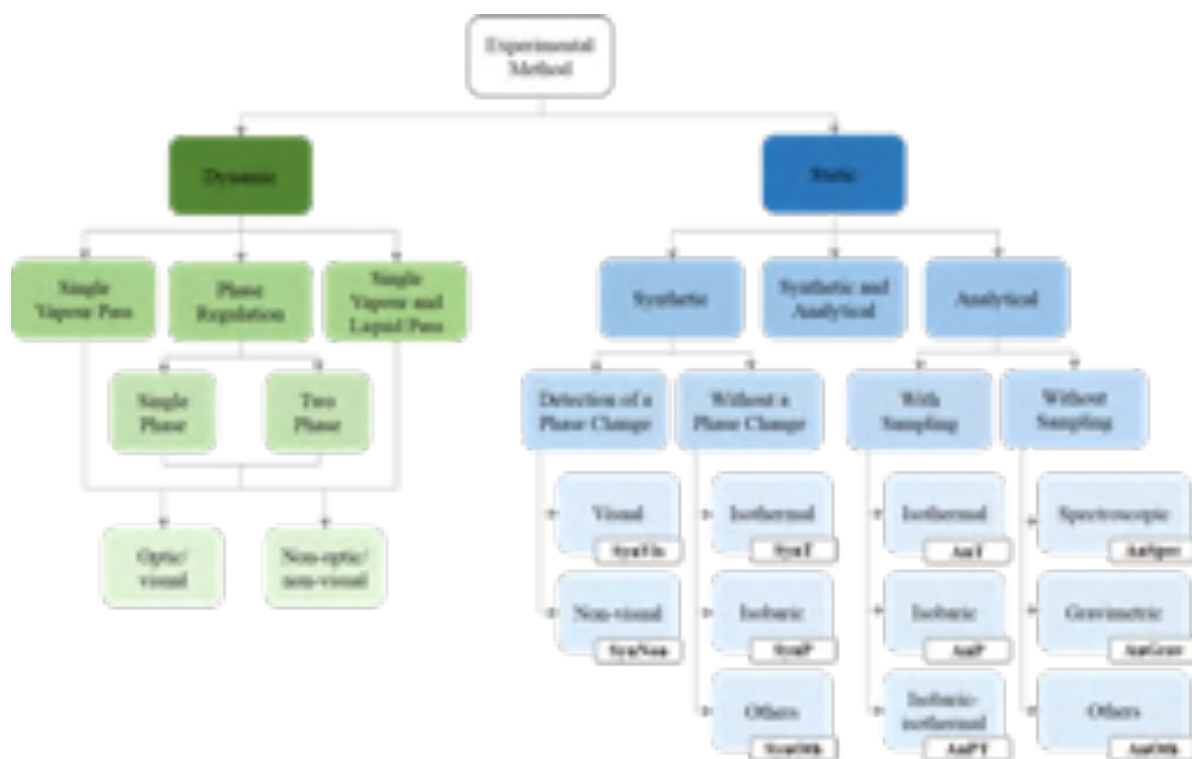 Experimental
Method
Dynamic
Static
Single
Vapour Pass
Phase
Regulation
Single
Vapour and
Liquid Pass
Synthetic
Synthetic and
Analytical
Analytical
Single
Phase
Two
Phase
Detection of a
Phase Change
Without a
Phase Change
With
Sampling
Without
Sampling
Optic/
visual
Non-optic/
non-visual
Visual
SynVis
Isothermal
SynT
Isothermal
AnT
Spectroscopic
AnSpec
Non-visual
SynNon
Isobaric
SynP
Isobaric
AnP
Gravimetric
AnGrav
Others
SynOth
Isobaric-
isothermal
AnPT
Others
AnOth